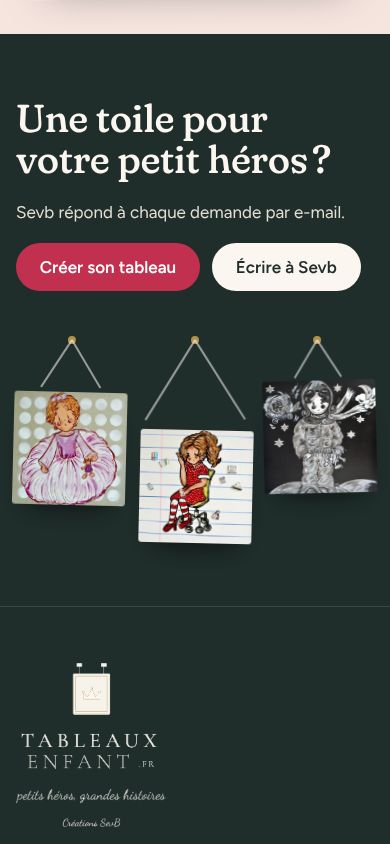 Une toile pour
votre petit héros ?
Sevb répond à chaque demande par e-mail.
Créer son tableau
Écrire à Sevb
TABLEAUX
ENFANT .FR
petits héros, grandes histoires
Créations SevB